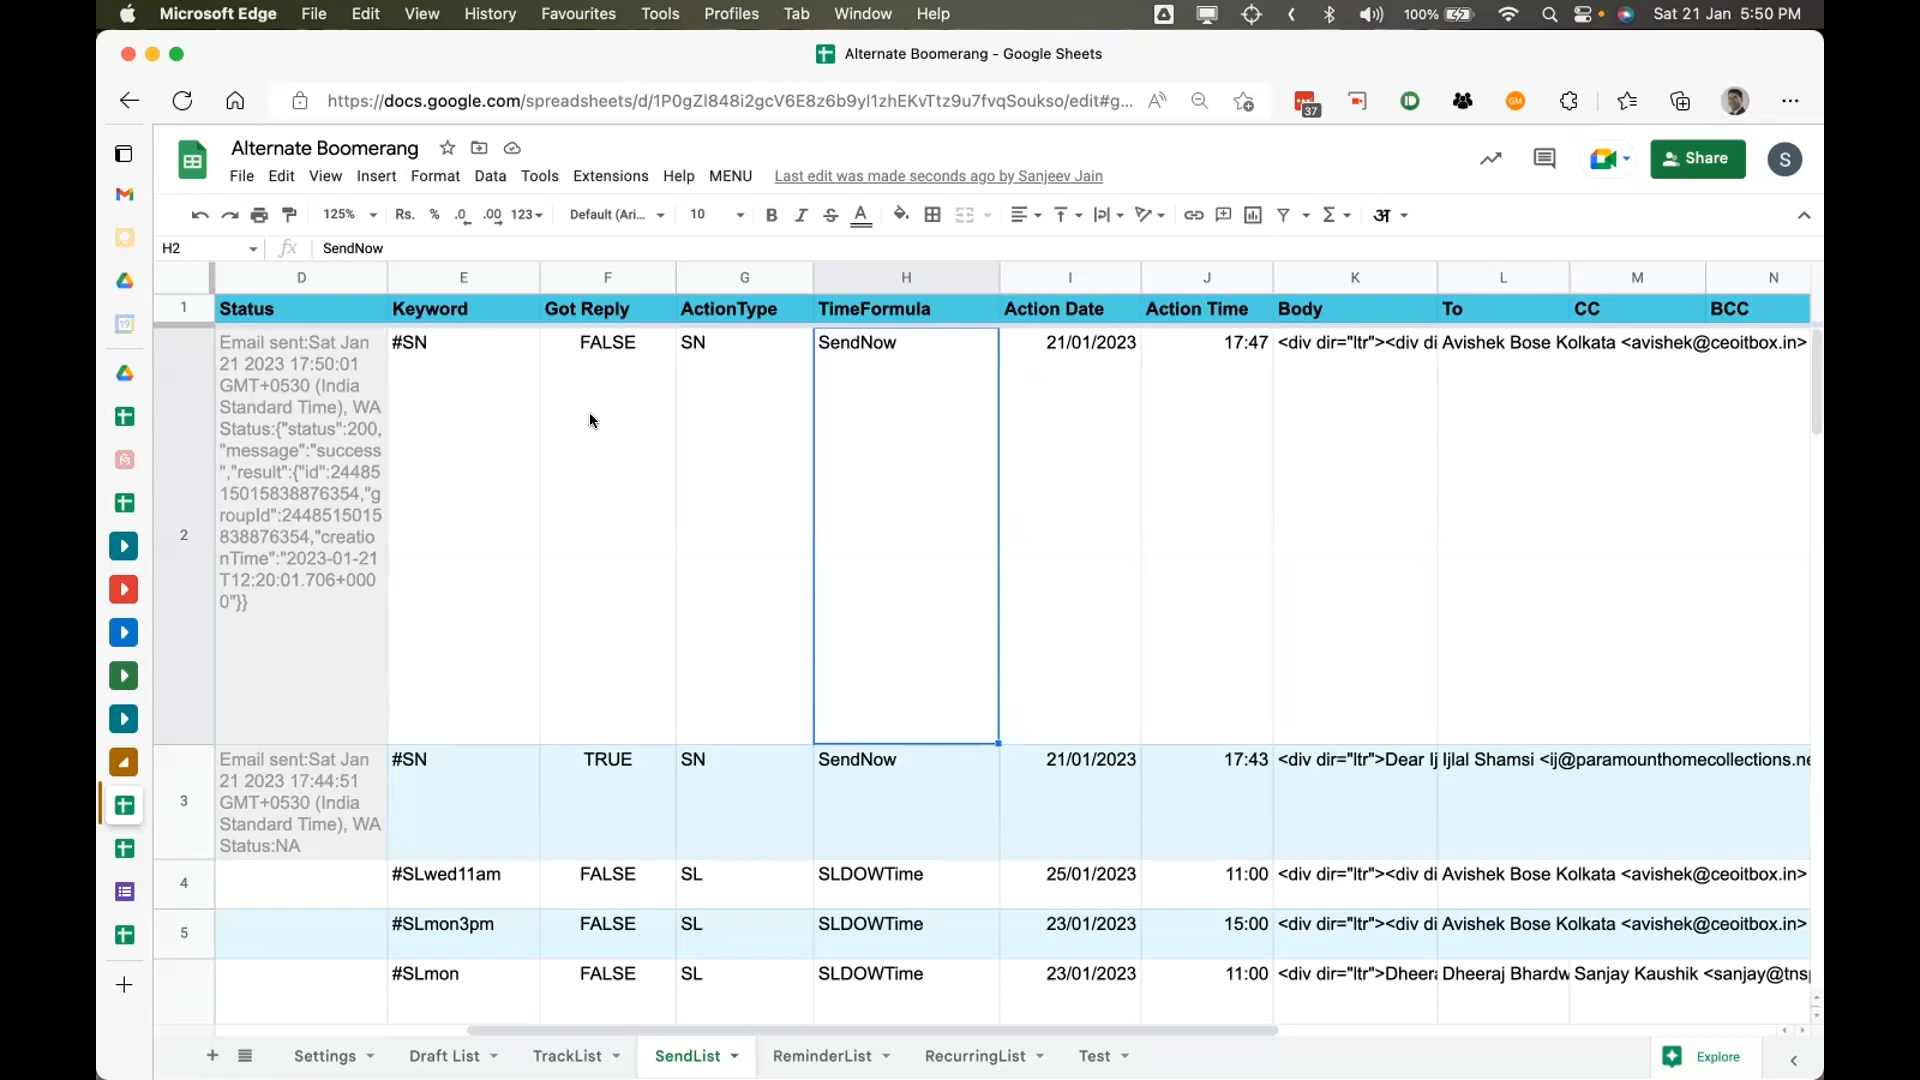 Microsoft Edge File Edit View History Favourites Tools Profiles Tab Window Help 100% Sat 21 Jan 5:50 PM
Alternate Boomerang - Google Sheets
https://docs.google.com/spreadsheets/d/1P0gZl848i2gcV6E8z6b9yl1zhEKvTtz9u7fvqSoukso/edit#g... 37 GM
Alternate Boomerang Share S
File Edit View Insert Format Data Tools Extensions Help MENU Last edit was made seconds ago by Sanjeev Jain
125% Rs. % .0 .00 123 Default (Ari... 10 B I S A अ
H2 fx SendNow
D E F G H I J K L M N
1 Status Keyword Got Reply ActionType TimeFormula Action Date Action Time Body To CC BCC
Email sent:Sat Jan #SN FALSE SN SendNow 21/01/2023 17:47 <div dir="ltr"><div di Avishek Bose Kolkata <avishek@ceoitbox.in>
21 2023 17:50:01
GMT+0530 (India
Standard Time), WA
Status:{"status":200,
"message":"success
","result":{"id":24485
15015838876354,"g
roupId":2448515015
838876354,"creatio
nTime":"2023-01-21
T12:20:01.706+000
0"}}
2
Email sent:Sat Jan #SN TRUE SN SendNow 21/01/2023 17:43 <div dir="ltr">Dear Ij Ijlal Shamsi <ij@paramounthomecollections.ne
21 2023 17:44:51
GMT+0530 (India
Standard Time), WA
Status:NA
3
4 #SLwed11am FALSE SL SLDOWTime 25/01/2023 11:00 <div dir="ltr"><div di Avishek Bose Kolkata <avishek@ceoitbox.in>
5 #SLmon3pm FALSE SL SLDOWTime 23/01/2023 15:00 <div dir="ltr"><div di Avishek Bose Kolkata <avishek@ceoitbox.in>
#SLmon FALSE SL SLDOWTime 23/01/2023 11:00 <div dir="ltr">Dheera Dheeraj Bhardw Sanjay Kaushik <sanjay@tnsp
Settings Draft List TrackList SendList ReminderList RecurringList Test Explore